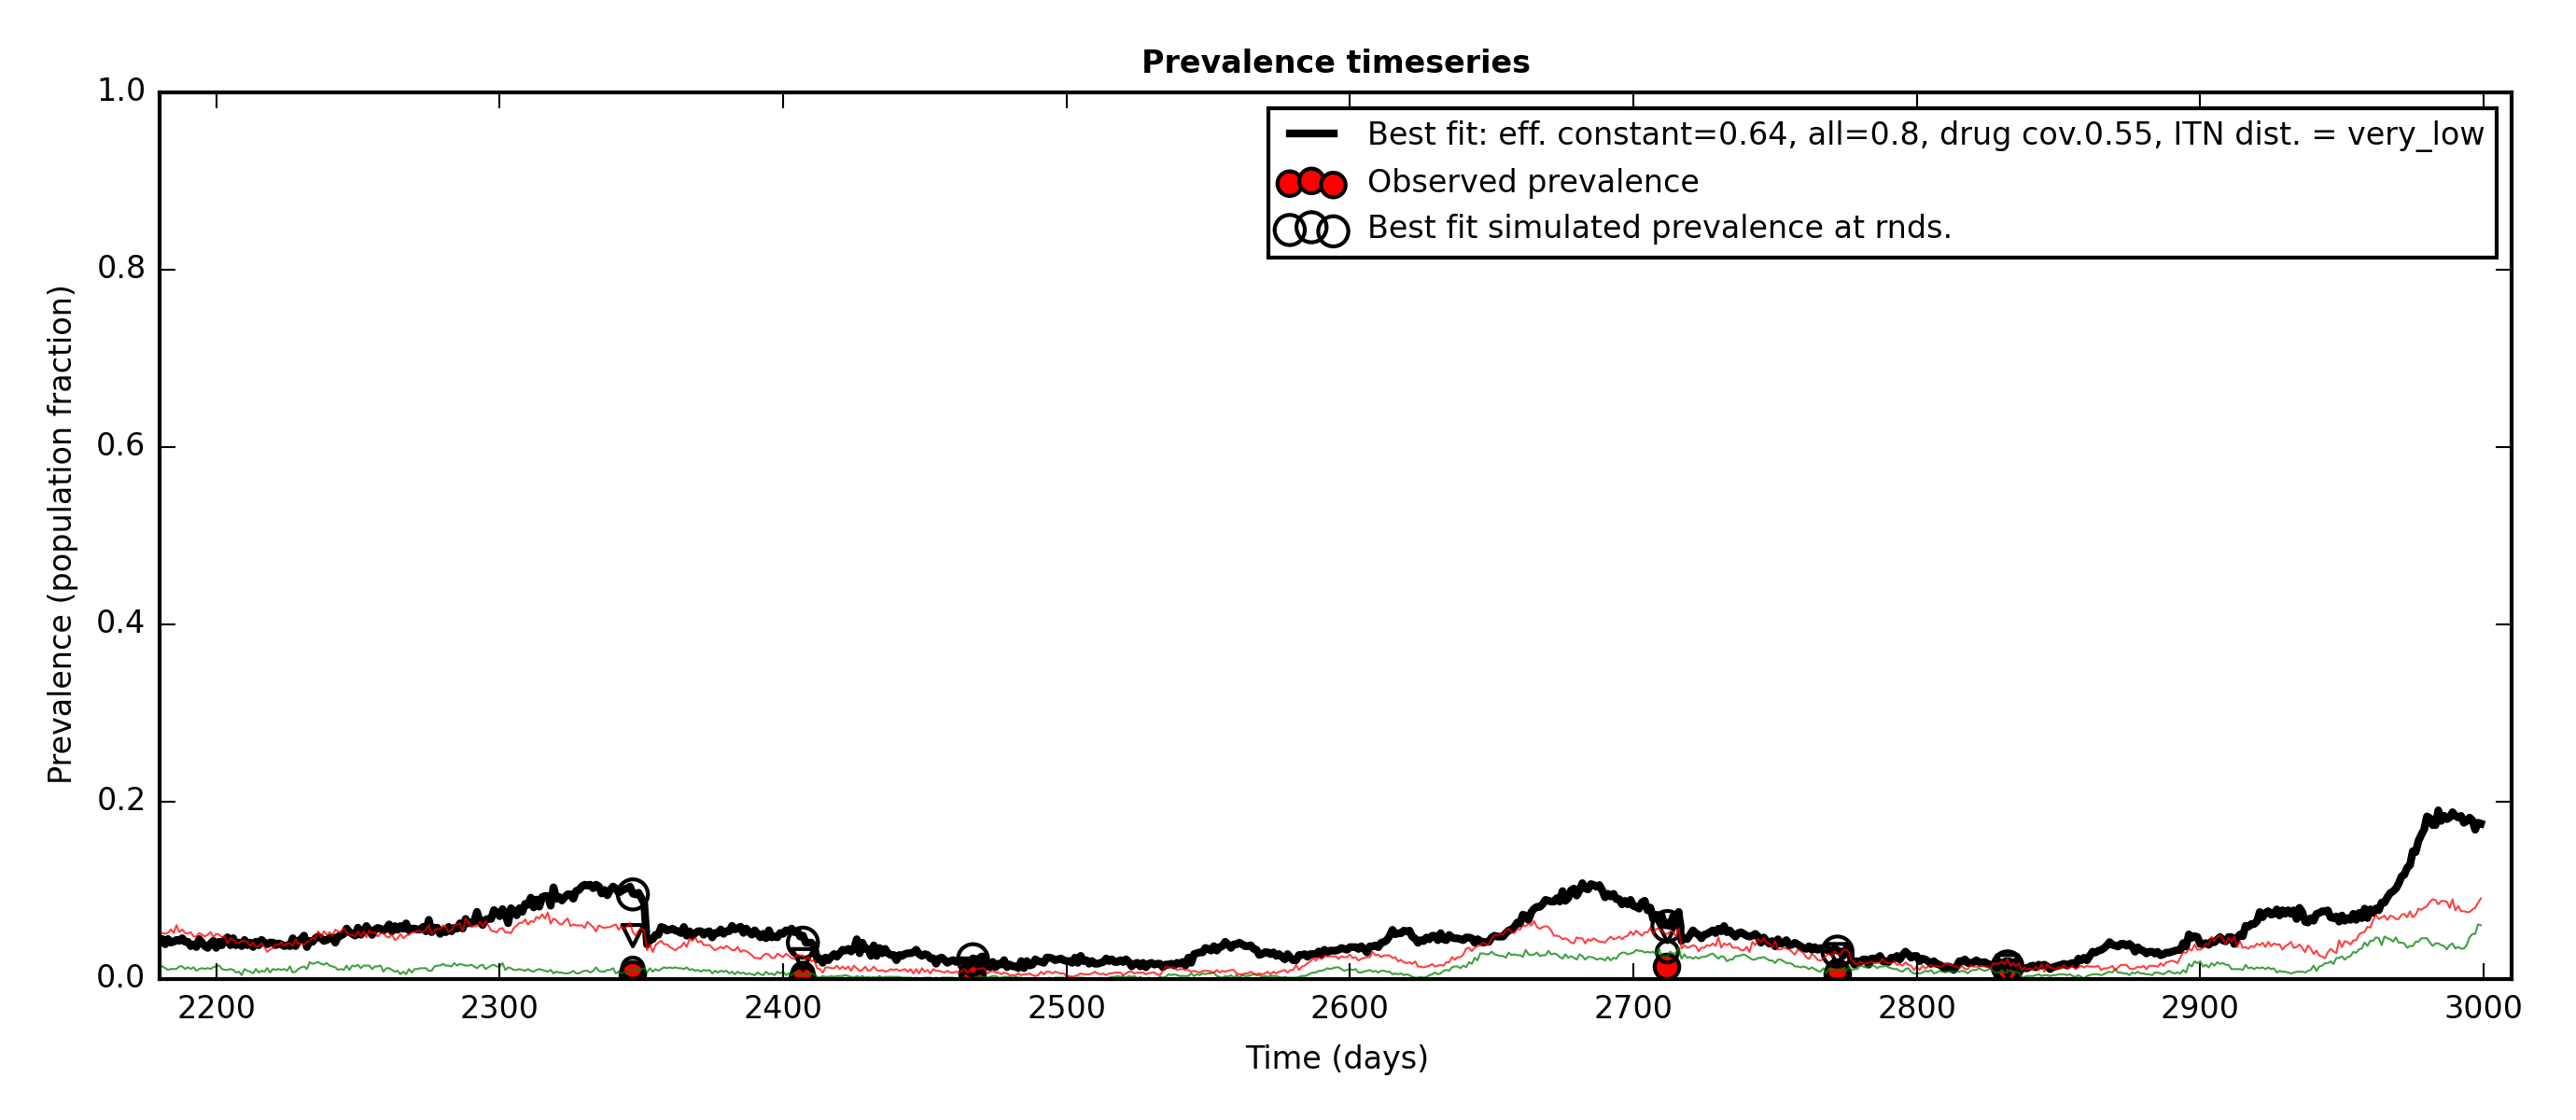 Prevalence timeseries
1.0
0.8
0.6
0.4
0.2
0.0
Prevalence (population fraction)
Best fit: eff. constant=0.64, all=0.8, drug cov.0.55, ITN dist. = very_low
Observed prevalence
Best fit simulated prevalence at rnds.
2200 2300 2400 2500 2600 2700 2800 2900 3000
Time (days)